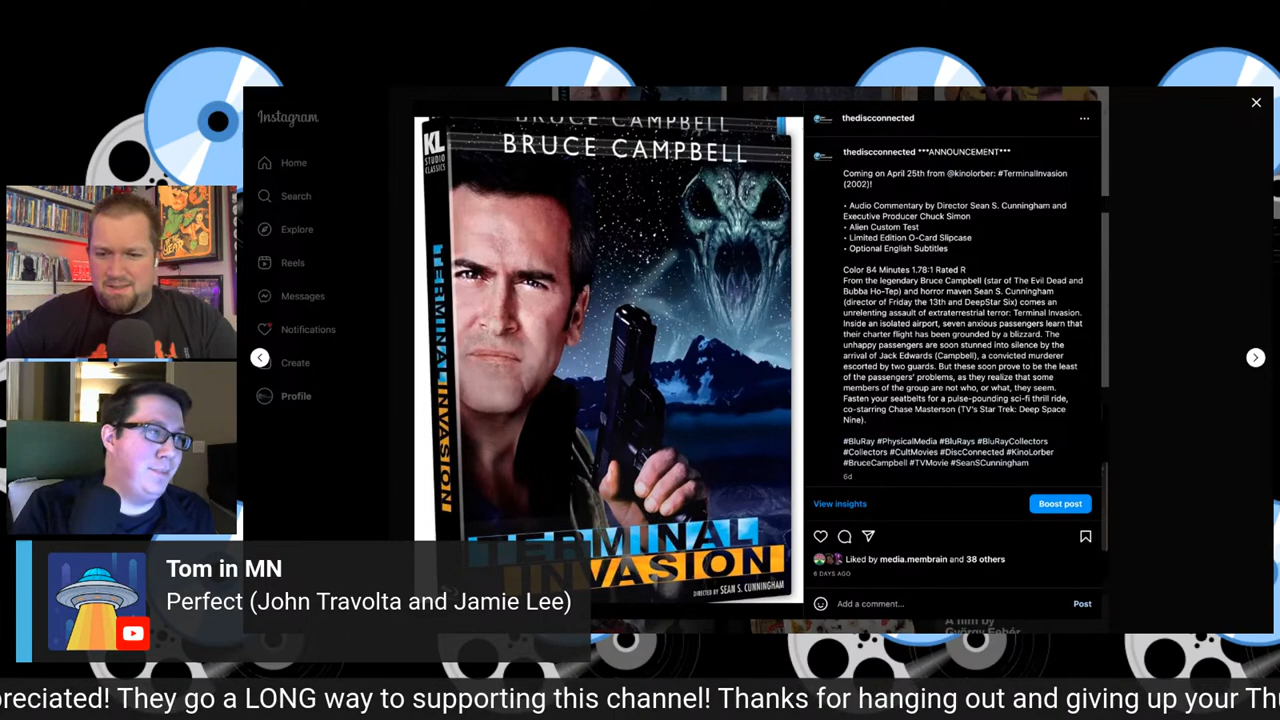 Instagram
Home
Search
Explore
Reels
Messages
Notifications
Create
Profile
BRUCE CAMPBELL
BRUCE CAMPBELL
KL
STUDIO
CLASSICS
TERMINAL INVASION
TERMINAL
INVASION
DIRECTED BY SEAN S. CUNNINGHAM
thediscconnected
thediscconnected ***ANNOUNCEMENT***
Coming on April 25th from @kinolorber: #TerminalInvasion
(2002)!
• Audio Commentary by Director Sean S. Cunningham and
Executive Producer Chuck Simon
• Alien Custom Test
• Limited Edition O-Card Slipcase
• Optional English Subtitles
Color 84 Minutes 1.78:1 Rated R
From the legendary Bruce Campbell (star of The Evil Dead and
Bubba Ho-Tep) and horror maven Sean S. Cunningham
(director of Friday the 13th and DeepStar Six) comes an
unrelenting assault of extraterrestrial terror: Terminal Invasion.
Inside an isolated airport, seven anxious passengers learn that
their charter flight has been grounded by a blizzard. The
unhappy passengers are soon stunned into silence by the
arrival of Jack Edwards (Campbell), a convicted murderer
escorted by two guards. But these soon prove to be the least
of the passengers' problems, as they realize that some
members of the group are not who, or what, they seem.
Fasten your seatbelts for a pulse-pounding sci-fi thrill ride,
co-starring Chase Masterson (TV's Star Trek: Deep Space
Nine).
#BluRay #PhysicalMedia #BluRays #BluRayCollectors
#Collectors #CultMovies #DiscConnected #KinoLorber
#BruceCampbell #TVMovie #SeanSCunningham
6d
View insights
Boost post
Liked by media.membrain and 38 others
6 DAYS AGO
Add a comment...
Post
A film by
György Fehér
Tom in MN
Perfect (John Travolta and Jamie Lee)
preciated! They go a LONG way to supporting this channel! Thanks for hanging out and giving up your Th